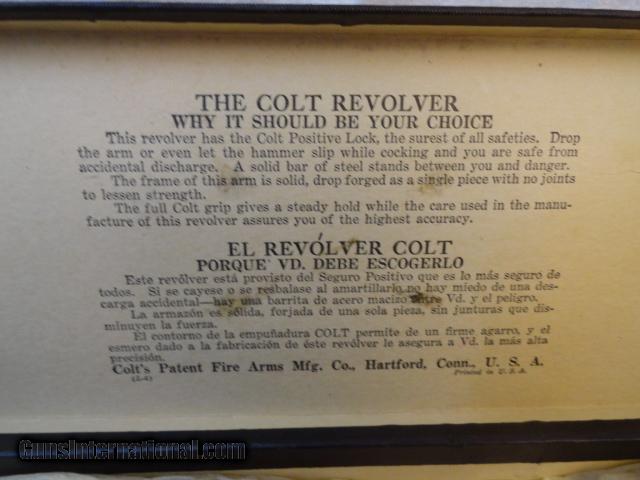 THE COLT REVOLVER
WHY IT SHOULD BE YOUR CHOICE
This revolver has the Colt Positive Lock, the surest of all safeties. Drop
the arm or even let the hammer slip while cocking and you are safe from
accidental discharge. A solid bar of steel stands between you and danger.
The frame of this arm is solid, drop forged as a single piece with no joints
to lessen strength.
The full Colt grip gives a steady hold while the care used in the manu-
facture of this revolver assures you of the highest accuracy.
EL REVÓLVER COLT
PORQUE VD. DEBE ESCOGERLO
Este revólver está provisto del Seguro Positivo que es lo más seguro de
todos. Si se cayese o se resbalase al amartillarlo no hay miedo de una des-
carga accidental—hay una barrita de acero macizo entre Vd. y el peligro.
La armazón es sólida, forjada de una sola pieza, sin junturas que dis-
minuyen la fuerza.
El contorno de la empuñadura COLT permite de un firme agarro, y el
esmero dado a la fabricación de éste revólver le asegura a Vd. la más alta
precisión.
Colt's Patent Fire Arms Mfg. Co., Hartford, Conn., U. S. A.
(L-4) Printed in U. S. A.
GunsInternational.com